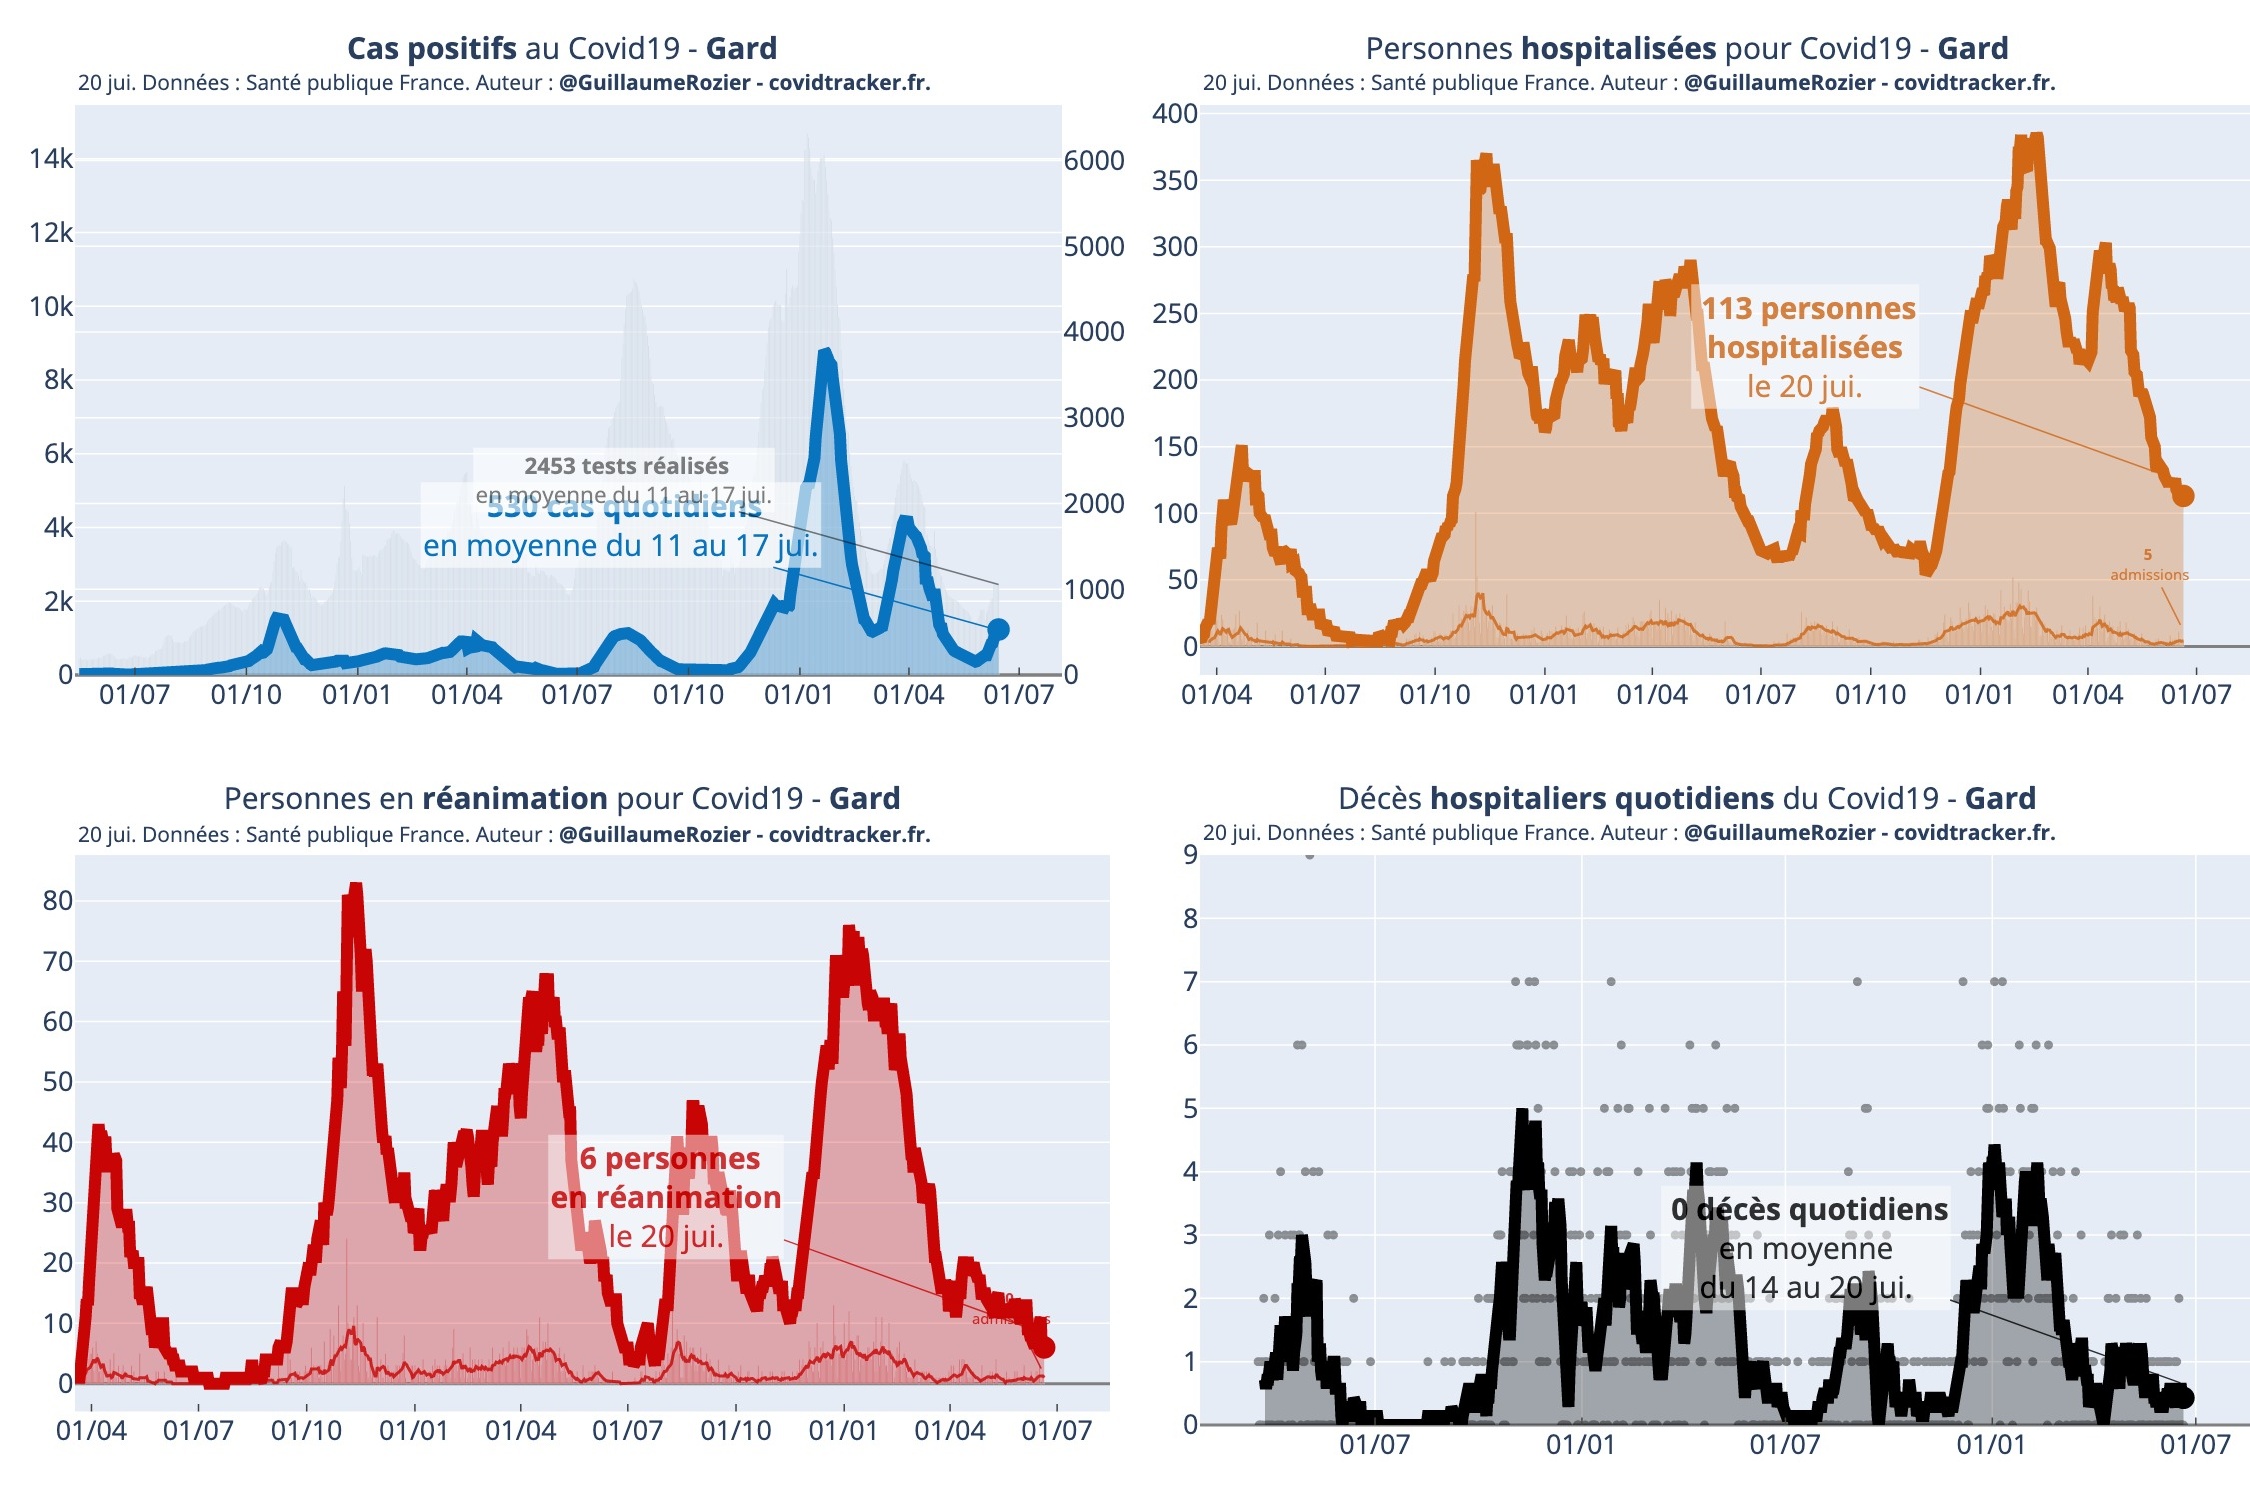 Cas positifs au Covid19 - Gard
20 jui. Données : Santé publique France. Auteur : @GuillaumeRozier - covidtracker.fr.
14k
12k
10k
8k
6k
4k
2k
0
6000
5000
4000
3000
2000
1000
0
2453 tests réalisés
en moyenne du 11 au 17 jui.
530 cas quotidiens
en moyenne du 11 au 17 jui.
01/07 01/10 01/01 01/04 01/07 01/10 01/01 01/04 01/07
Personnes hospitalisées pour Covid19 - Gard
20 jui. Données : Santé publique France. Auteur : @GuillaumeRozier - covidtracker.fr.
400
350
300
250
200
150
100
50
0
113 personnes
hospitalisées
le 20 jui.
5
admissions
01/04 01/07 01/10 01/01 01/04 01/07 01/10 01/01 01/04 01/07
Personnes en réanimation pour Covid19 - Gard
20 jui. Données : Santé publique France. Auteur : @GuillaumeRozier - covidtracker.fr.
80
70
60
50
40
30
20
10
0
6 personnes
en réanimation
le 20 jui.
0
admissions
01/04 01/07 01/10 01/01 01/04 01/07 01/10 01/01 01/04 01/07
Décès hospitaliers quotidiens du Covid19 - Gard
20 jui. Données : Santé publique France. Auteur : @GuillaumeRozier - covidtracker.fr.
9
8
7
6
5
4
3
2
1
0
0 décès quotidiens
en moyenne
du 14 au 20 jui.
01/07 01/01 01/07 01/01 01/07